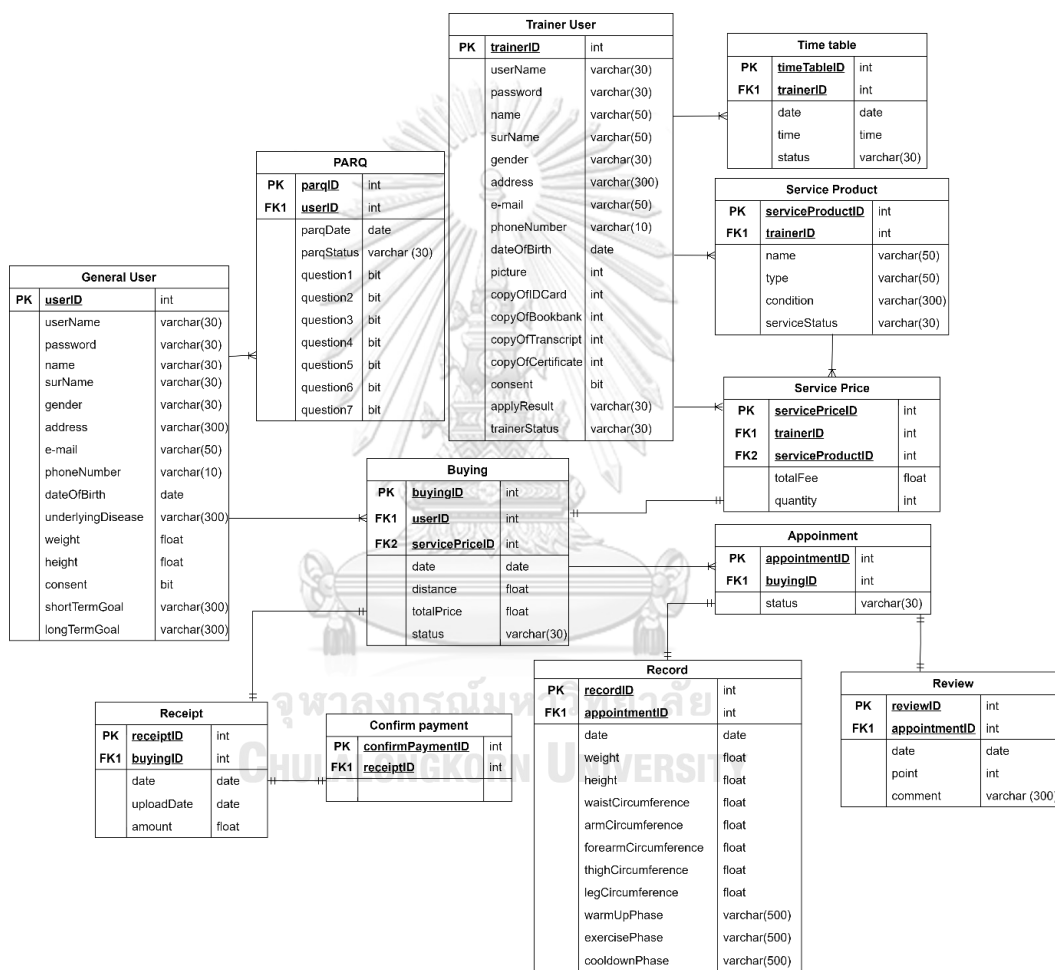 Trainer User
PK trainerID int
userName varchar(30)
password varchar(30)
name varchar(50)
surName varchar(50)
gender varchar(30)
address varchar(300)
e-mail varchar(50)
phoneNumber varchar(10)
dateOfBirth date
picture int
copyOfIDCard int
copyOfBookbank int
copyOfTranscript int
copyOfCertificate int
consent bit
applyResult varchar(30)
trainerStatus varchar(30)
Time table
PK timeTableID int
FK1 trainerID int
date date
time time
status varchar(30)
PARQ
PK parqID int
FK1 userID int
parqDate date
parqStatus varchar (30)
question1 bit
question2 bit
question3 bit
question4 bit
question5 bit
question6 bit
question7 bit
Service Product
PK serviceProductID int
FK1 trainerID int
name varchar(50)
type varchar(50)
condition varchar(300)
serviceStatus varchar(30)
General User
PK userID int
userName varchar(30)
password varchar(30)
name varchar(30)
surName varchar(30)
gender varchar(30)
address varchar(300)
e-mail varchar(50)
phoneNumber varchar(10)
dateOfBirth date
underlyingDisease varchar(300)
weight float
height float
consent bit
shortTermGoal varchar(300)
longTermGoal varchar(300)
Service Price
PK servicePriceID int
FK1 trainerID int
FK2 serviceProductID int
totalFee float
quantity int
Buying
PK buyingID int
FK1 userID int
FK2 servicePriceID int
date date
distance float
totalPrice float
status varchar(30)
Appoinment
PK appointmentID int
FK1 buyingID int
status varchar(30)
Record
PK recordID int
FK1 appointmentID int
date date
weight float
height float
waistCircumference float
armCircumference float
forearmCircumference float
thighCircumference float
legCircumference float
warmUpPhase varchar(500)
exercisePhase varchar(500)
cooldownPhase varchar(500)
Review
PK reviewID int
FK1 appointmentID int
date date
point int
comment varchar (300)
Receipt
PK receiptID int
FK1 buyingID int
date date
uploadDate date
amount float
Confirm payment
PK confirmPaymentID int
FK1 receiptID int
จุฬาลงกรณ์มหาวิทยาลัย
CHULALONGKORN UNIVERSITY